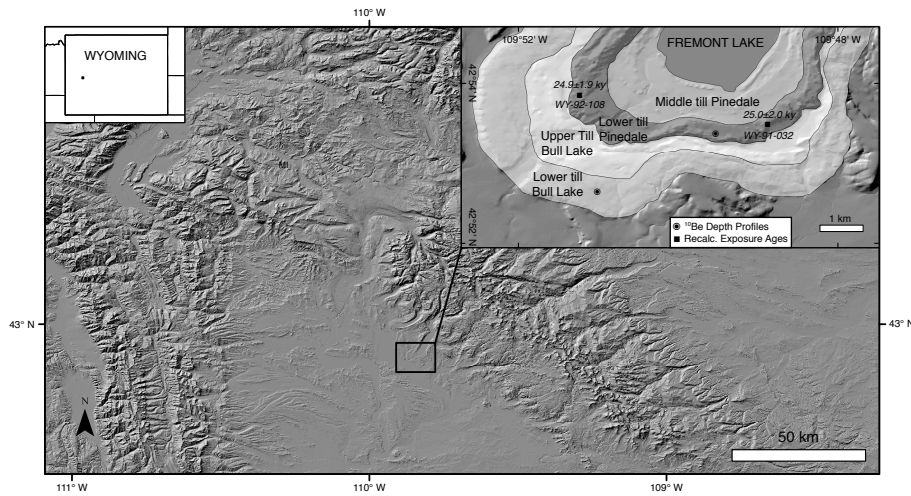 110° W
WYOMING
109°52' W
FREMONT LAKE
109°48' W
42°54' N
24.9±1.9 ky
WY-92-108
Middle till Pinedale
25.0±2.0 ky
WY-91-032
Lower till
Pinedale
Upper Till
Bull Lake
Lower till
Bull Lake
42°52' N
¹⁰Be Depth Profiles
Recalc. Exposure Ages
1 km
43° N
43° N
N
50 km
111° W
110° W
109° W